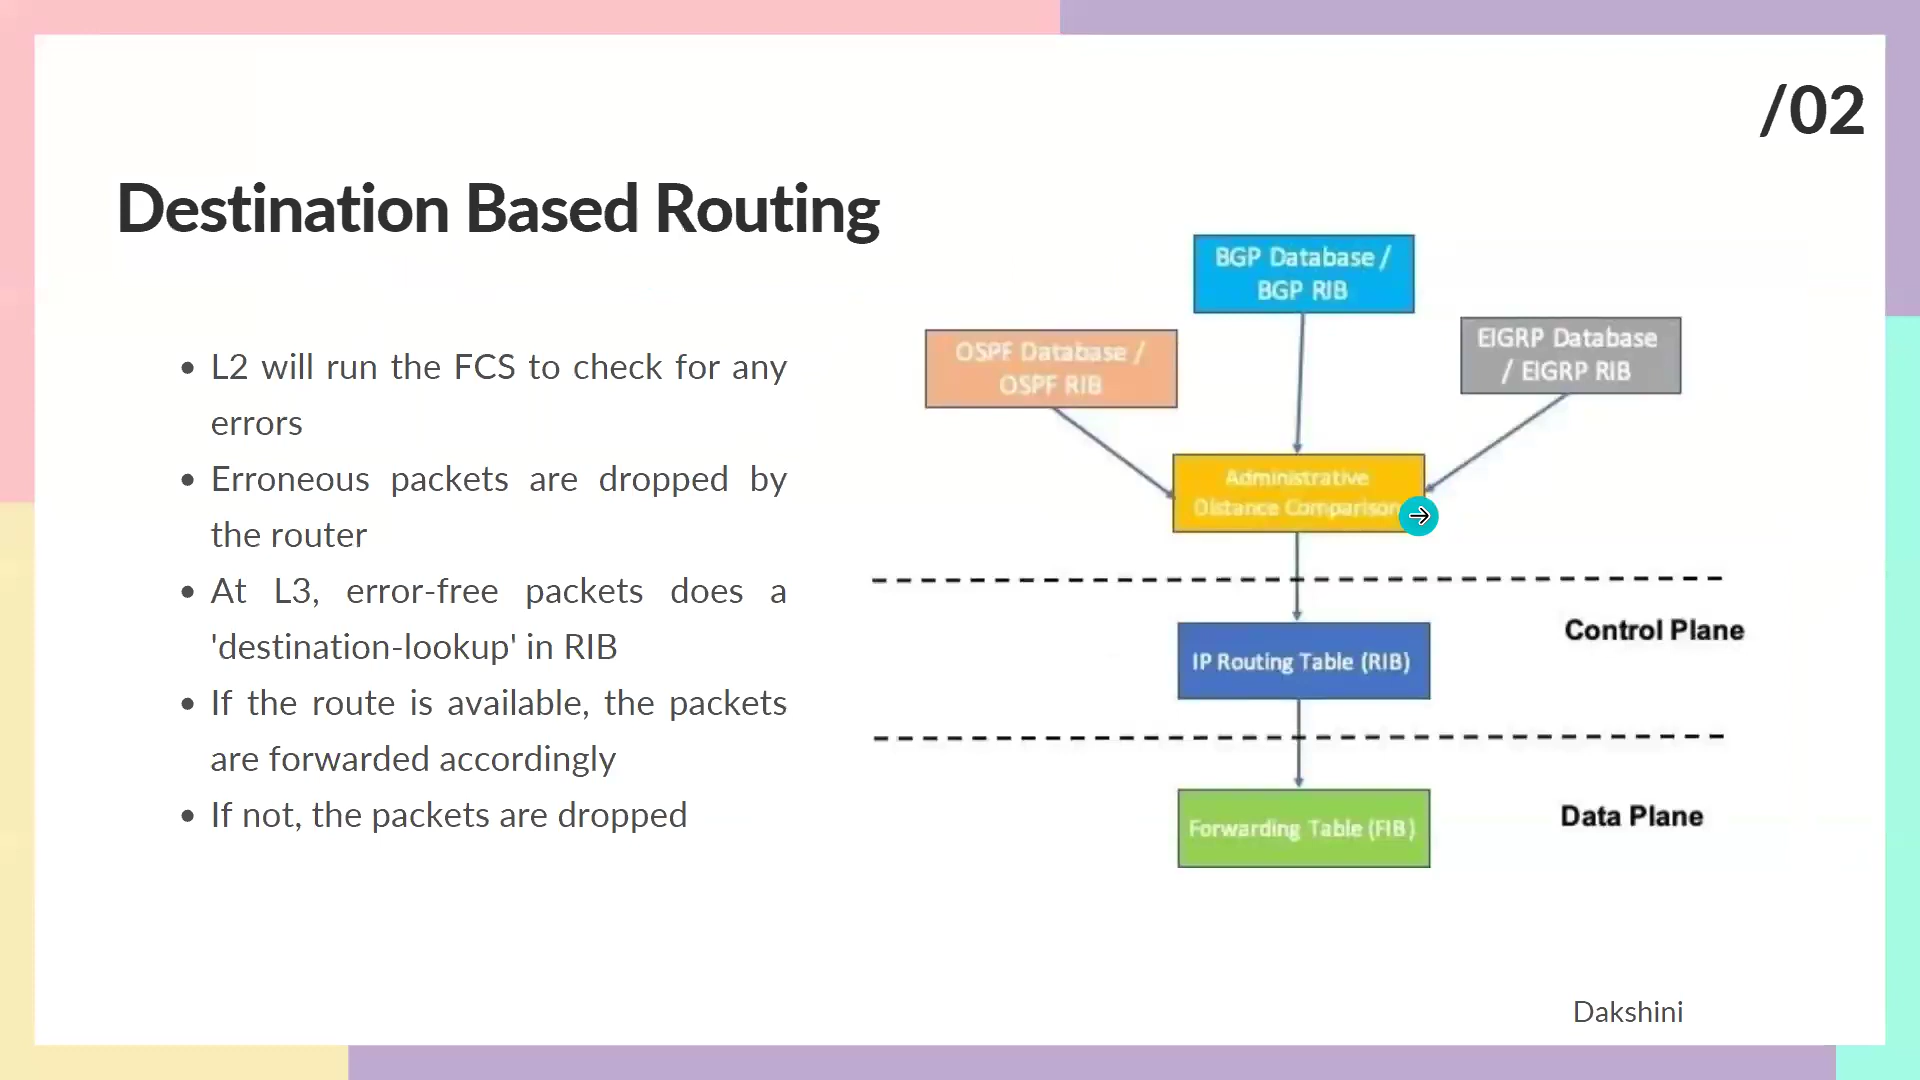 /02
Destination Based Routing
• L2 will run the FCS to check for any
errors
• Erroneous packets are dropped by
the router
• At L3, error-free packets does a
'destination-lookup' in RIB
• If the route is available, the packets
are forwarded accordingly
• If not, the packets are dropped
BGP Database /
BGP RIB
OSPF Database /
OSPF RIB
EIGRP Database
/ EIGRP RIB
Administrative
Distance Comparison
Control Plane
IP Routing Table (RIB)
Data Plane
Forwarding Table (FIB)
Dakshini